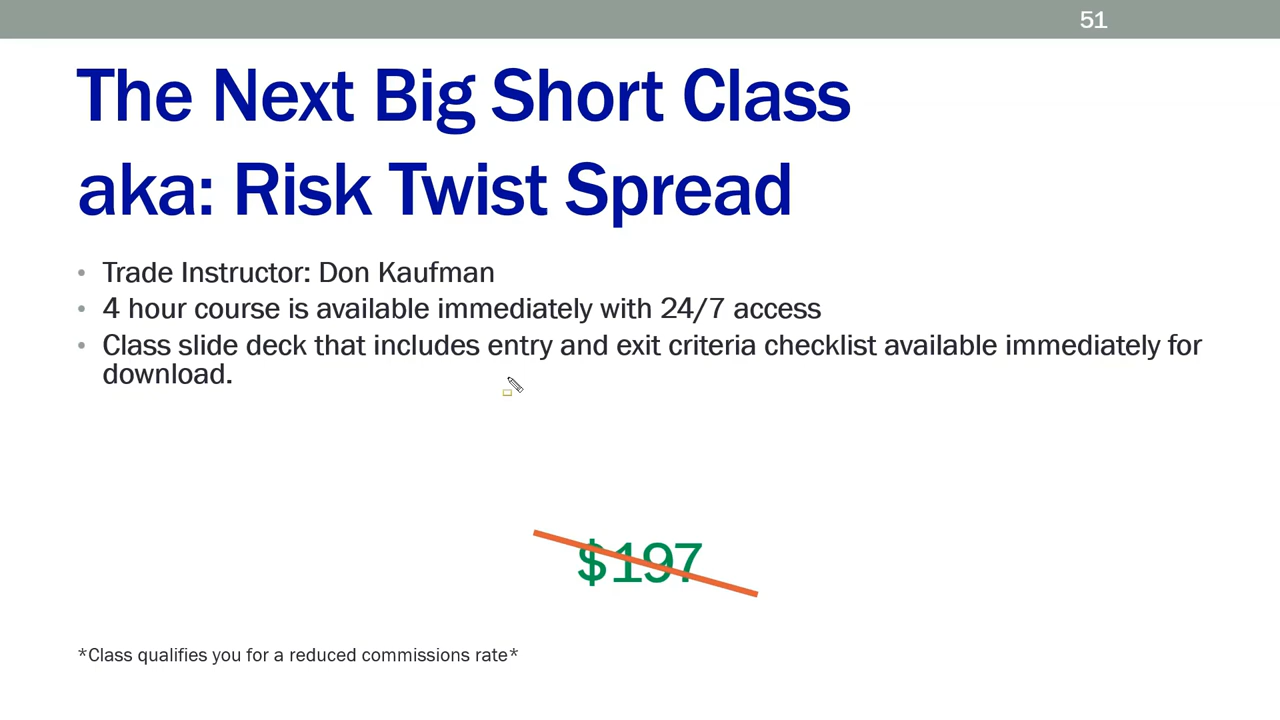 51
The Next Big Short Class
aka: Risk Twist Spread
• Trade Instructor: Don Kaufman
• 4 hour course is available immediately with 24/7 access
• Class slide deck that includes entry and exit criteria checklist available immediately for
download.
$197
*Class qualifies you for a reduced commissions rate*